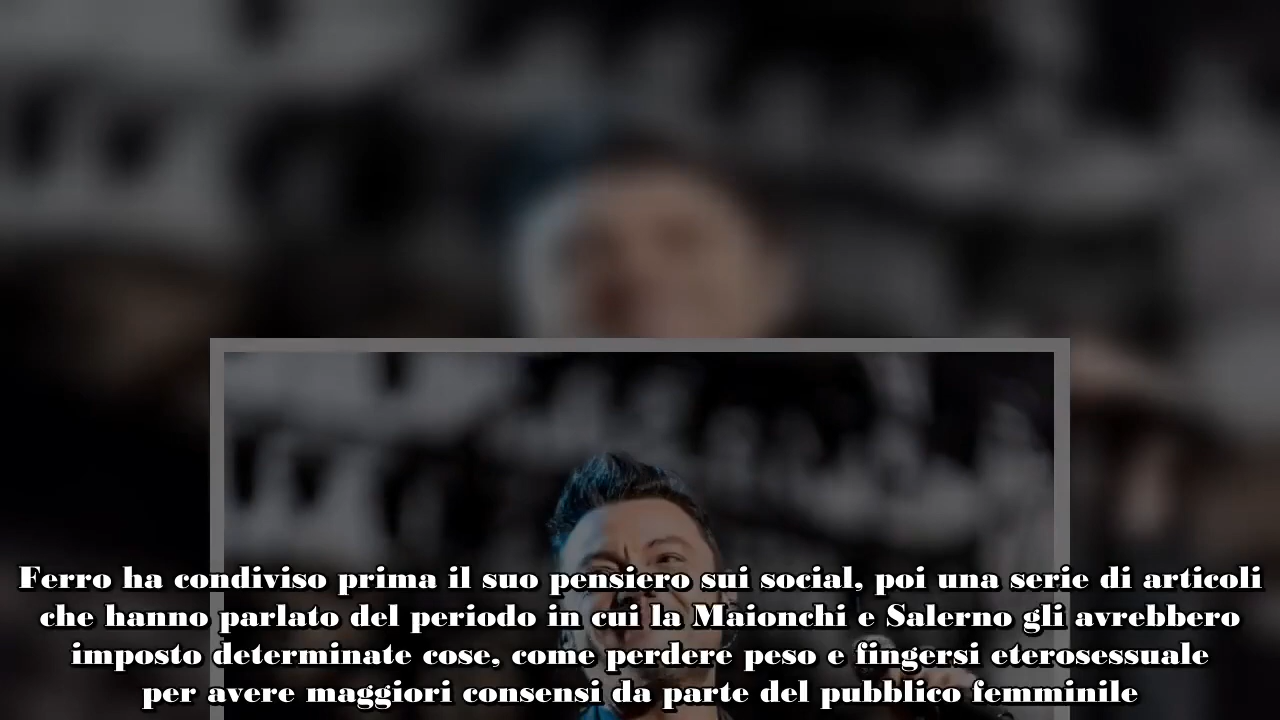 Ferro ha condiviso prima il suo pensiero sui social, poi una serie di articoli
che hanno parlato del periodo in cui la Maionchi e Salerno gli avrebbero
imposto determinate cose, come perdere peso e fingersi eterosessuale
per avere maggiori consensi da parte del pubblico femminile